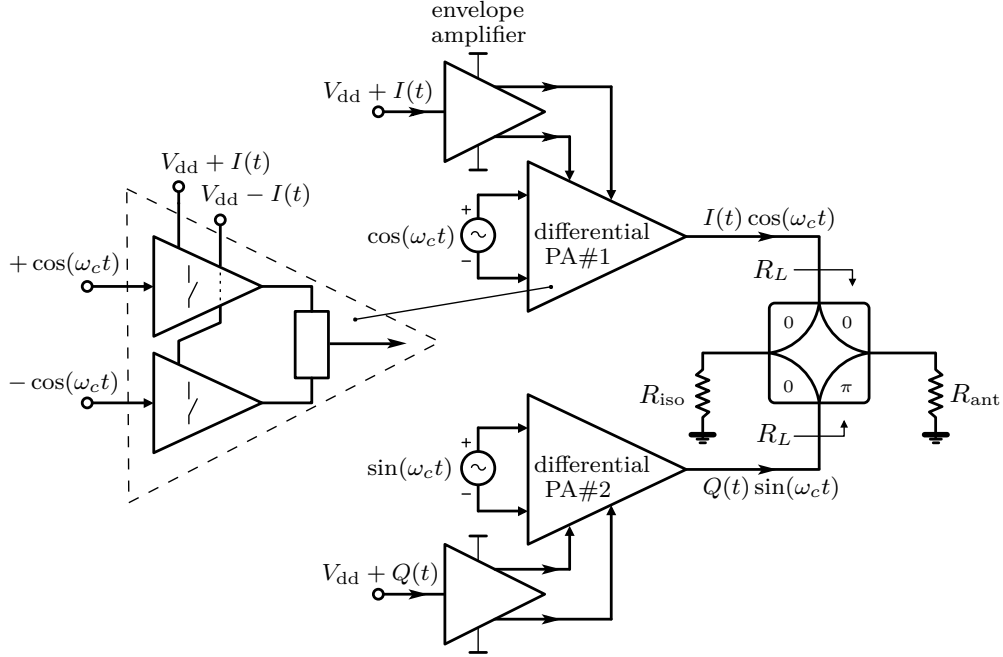 envelope
amplifier
V_dd + I(t)
V_dd + I(t)
V_dd − I(t)
+ cos(ω_c t)
− cos(ω_c t)
+
cos(ω_c t)
−
differential
PA#1
I(t) cos(ω_c t)
R_L
0 0
0 π
R_iso
R_ant
R_L
+
sin(ω_c t)
−
differential
PA#2
Q(t) sin(ω_c t)
V_dd + Q(t)